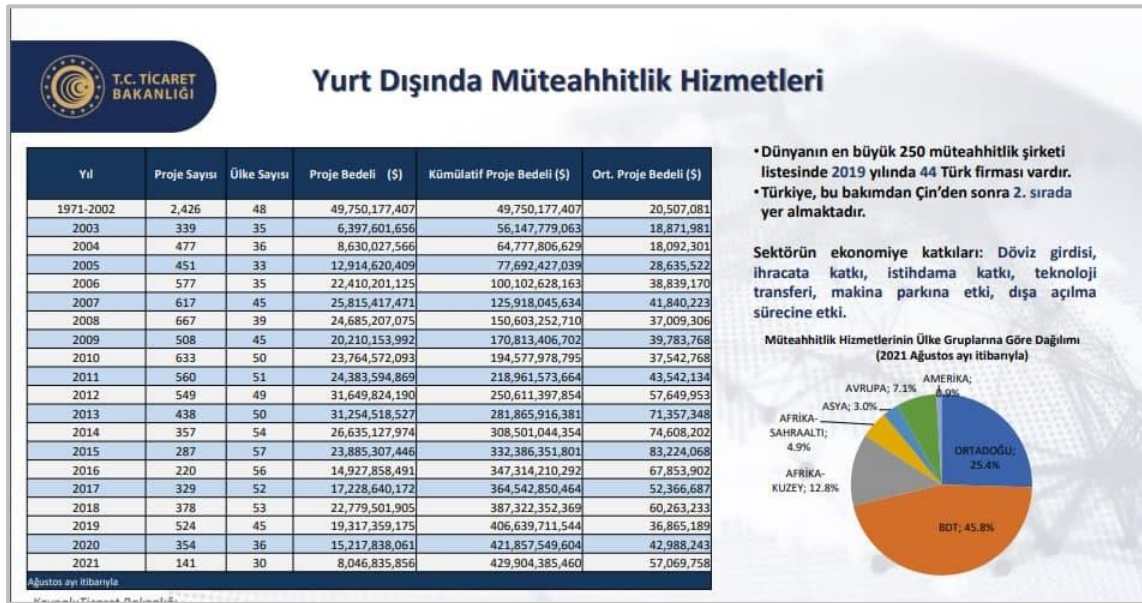 T.C. TİCARET
BAKANLIĞI
Yurt Dışında Müteahhitlik Hizmetleri
Yıl Proje Sayısı Ülke Sayısı Proje Bedeli ($) Kümülatif Proje Bedeli ($) Ort. Proje Bedeli ($)
1971-2002 2,426 48 49,750,177,407 49,750,177,407 20,507,081
2003 339 35 6,397,601,656 56,147,779,063 18,871,981
2004 477 36 8,630,027,566 64,777,806,629 18,092,301
2005 451 33 12,914,620,409 77,692,427,039 28,635,522
2006 577 35 22,410,201,125 100,102,628,163 38,839,170
2007 617 45 25,815,417,471 125,918,045,634 41,840,223
2008 667 39 24,685,207,075 150,603,252,710 37,009,306
2009 508 45 20,210,153,992 170,813,406,702 39,783,768
2010 633 50 23,764,572,093 194,577,978,795 37,542,768
2011 560 51 24,383,594,869 218,961,573,664 43,542,134
2012 549 49 31,649,824,190 250,611,397,854 57,649,953
2013 438 50 31,254,518,527 281,865,916,381 71,357,348
2014 357 54 26,635,127,974 308,501,044,354 74,608,202
2015 287 57 23,885,307,446 332,386,351,801 83,224,068
2016 220 56 14,927,858,491 347,314,210,292 67,853,902
2017 329 52 17,228,640,172 364,542,850,464 52,366,687
2018 378 53 22,779,501,905 387,322,352,369 60,263,233
2019 524 45 19,317,359,175 406,639,711,544 36,865,189
2020 354 36 15,217,838,061 421,857,549,604 42,988,243
2021 141 30 8,046,835,856 429,904,385,460 57,069,758
Ağustos ayı itibarıyla
Kaynak:Ticaret Bakanlığı
•Dünyanın en büyük 250 müteahhitlik şirketi
listesinde 2019 yılında 44 Türk firması vardır.
•Türkiye, bu bakımdan Çin’den sonra 2. sırada
yer almaktadır.
Sektörün ekonomiye katkıları: Döviz girdisi,
ihracata katkı, istihdama katkı, teknoloji
transferi, makina parkına etki, dışa açılma
sürecine etki.
Müteahhitlik Hizmetlerinin Ülke Gruplarına Göre Dağılımı
(2021 Ağustos ayı itibarıyla)
AMERİKA;
0.9%
AVRUPA; 7.1%
ASYA; 3.0%
AFRİKA-
SAHRAALTI;
4.9%
AFRİKA-
KUZEY; 12.8%
ORTADOĞU;
25.4%
BDT; 45.8%